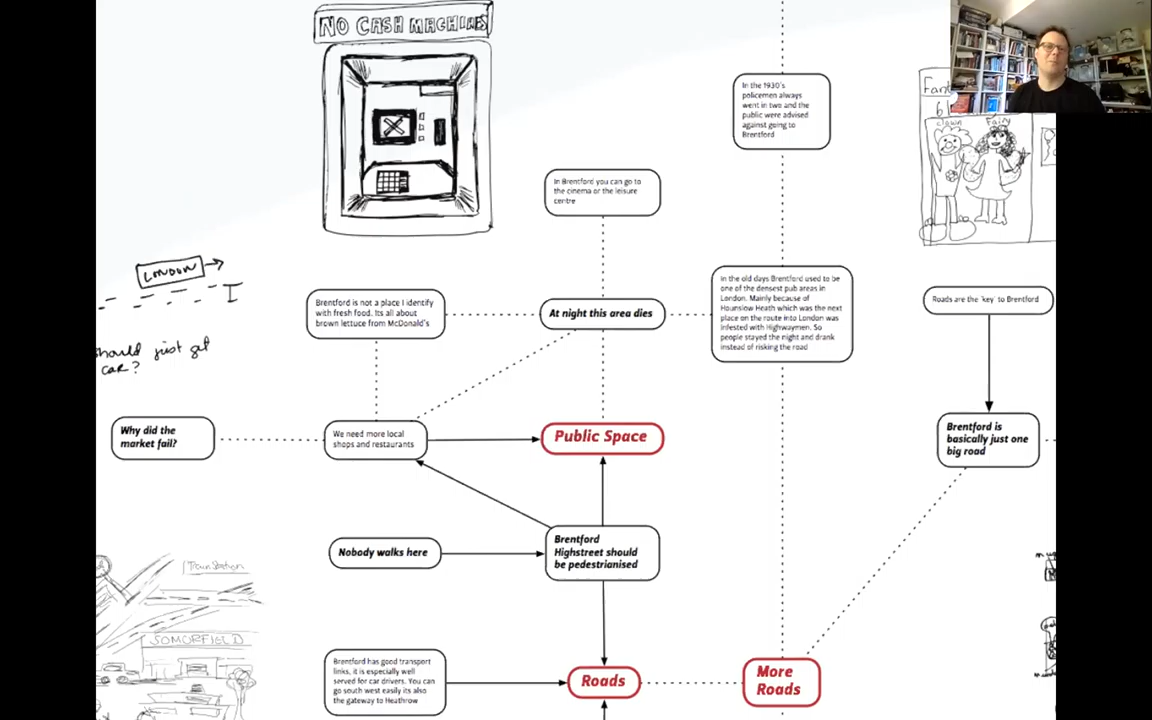 NO CASH MACHINES
In the 1930's
policemen always
went in two and the
public were advised
against going to
Brentford
In Brentford you can go to
the cinema or the leisure
centre
clown
Fairy
LONDON
Brentford is not a place I identify
with fresh food. Its all about
brown lettuce from McDonald's
At night this area dies
In the old days Brentford used to be
one of the densest pub areas in
London. Mainly because of
Hounslow Heath which was the next
place on the route into London was
infested with Highwaymen. So
people stayed the night and drank
instead of risking the road
Roads are the 'key' to Brentford
should just get
car?
Why did the
market fail?
We need more local
shops and restaurants
Public Space
Brentford is
basically just one
big road
Nobody walks here
Brentford
Highstreet should
be pedestrianised
Train Station
SOMORFIELD
Brentford has good transport
links, it is especially well
served for car drivers. You can
go south west easily its also
the gateway to Heathrow
Roads
More
Roads